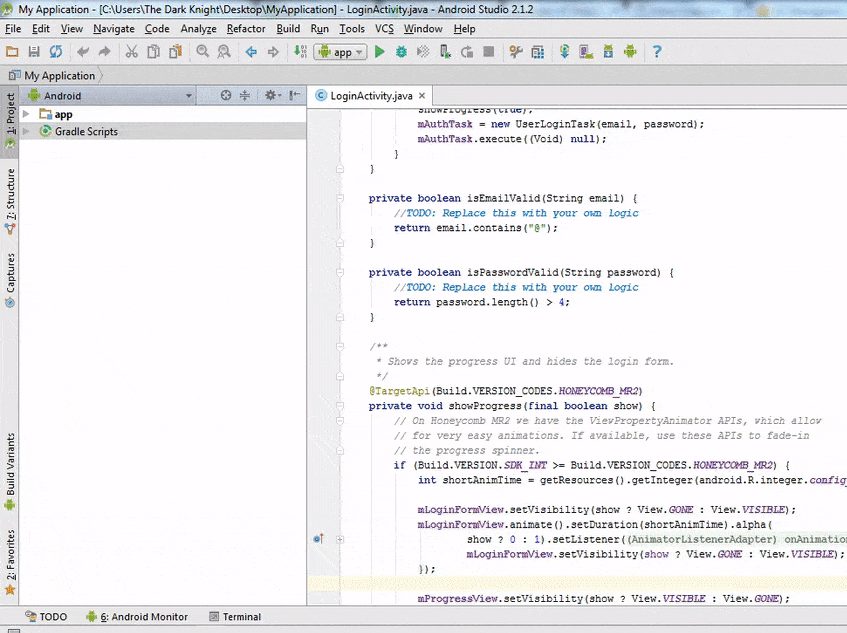 My Application - [C:\Users\The Dark Knight\Desktop\MyApplication] - LoginActivity.java - Android Studio 2.1.2
File Edit View Navigate Code Analyze Refactor Build Run Tools VCS Window Help
app
My Application
Android
LoginActivity.java
1: Project
7: Structure
Captures
Build Variants
2: Favorites
app
Gradle Scripts
showProgress(true);
mAuthTask = new UserLoginTask(email, password);
mAuthTask.execute((Void) null);
}
}
private boolean isEmailValid(String email) {
//TODO: Replace this with your own logic
return email.contains("@");
}
private boolean isPasswordValid(String password) {
//TODO: Replace this with your own logic
return password.length() > 4;
}
/**
* Shows the progress UI and hides the login form.
*/
@TargetApi(Build.VERSION_CODES.HONEYCOMB_MR2)
private void showProgress(final boolean show) {
// On Honeycomb MR2 we have the ViewPropertyAnimator APIs, which allow
// for very easy animations. If available, use these APIs to fade-in
// the progress spinner.
if (Build.VERSION.SDK_INT >= Build.VERSION_CODES.HONEYCOMB_MR2) {
int shortAnimTime = getResources().getInteger(android.R.integer.config
mLoginFormView.setVisibility(show ? View.GONE : View.VISIBLE);
mLoginFormView.animate().setDuration(shortAnimTime).alpha(
show ? 0 : 1).setListener((AnimatorListenerAdapter) onAnimation
mLoginFormView.setVisibility(show ? View.GONE : View.VISIBLE);
});
mProgressView.setVisibility(show ? View.VISIBLE : View.GONE);
TODO 6: Android Monitor Terminal